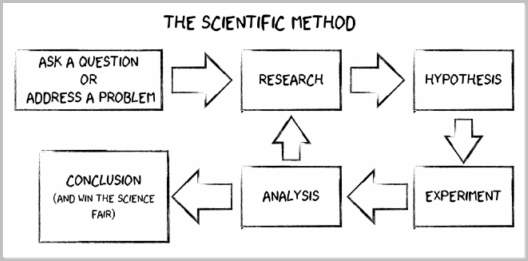 THE SCIENTIFIC METHOD
ASK A QUESTION
OR
ADDRESS A PROBLEM
RESEARCH
HYPOTHESIS
EXPERIMENT
ANALYSIS
CONCLUSION
(AND WIN THE SCIENCE
FAIR)